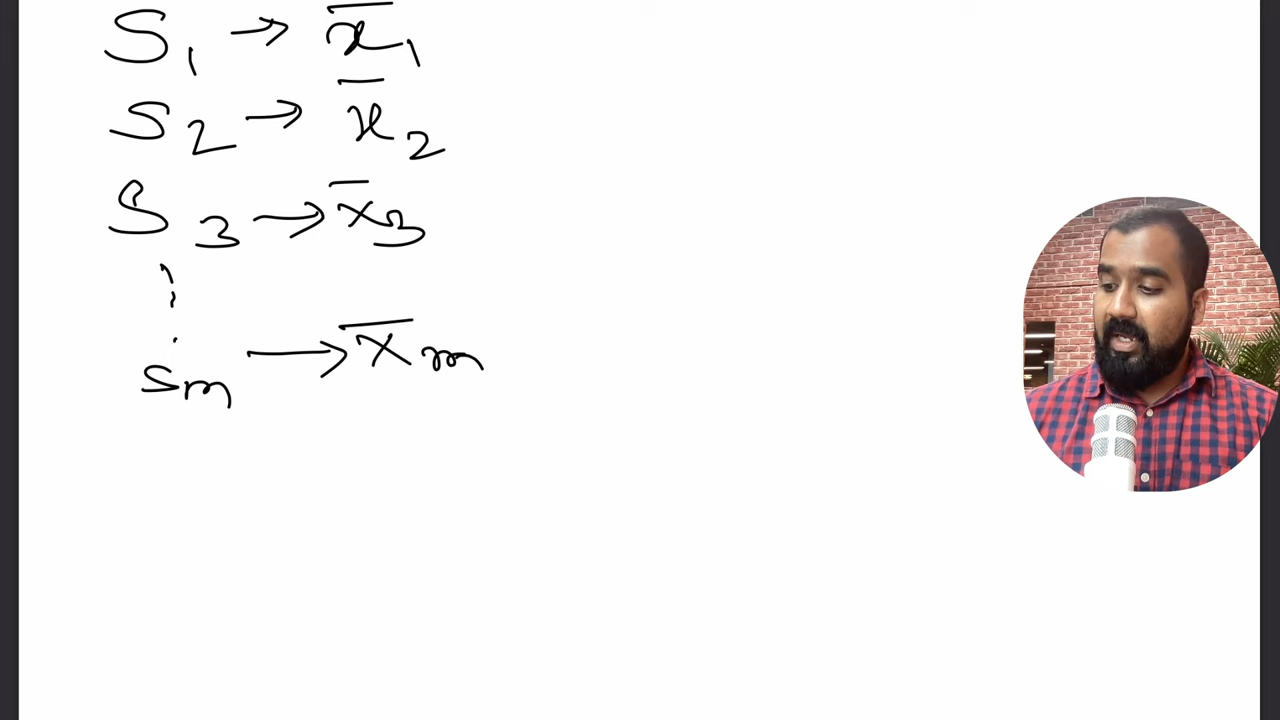 S₁ → x̄₁
S₂ → x̄₂
S₃ → x̄₃
⋮
Sm → x̄m